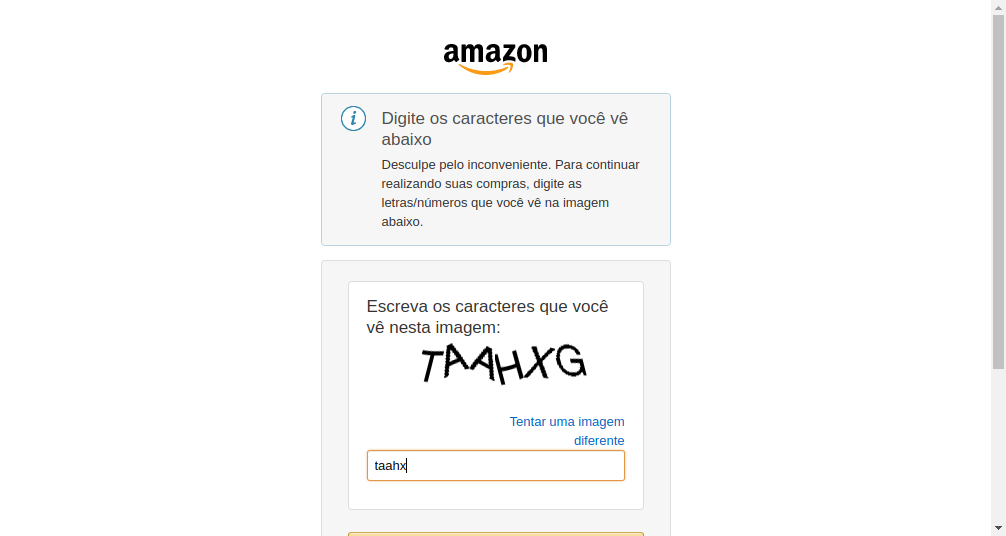 amazon
Digite os caracteres que você vê
abaixo
Desculpe pelo inconveniente. Para continuar
realizando suas compras, digite as
letras/números que você vê na imagem
abaixo.
Escreva os caracteres que você
vê nesta imagem:
TAAHXG
Tentar uma imagem
diferente
taahx